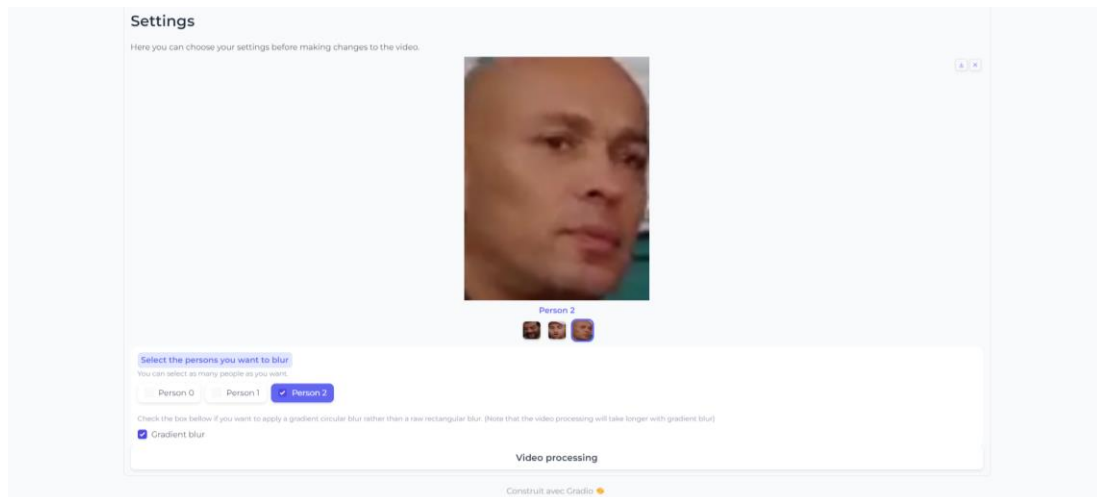 Settings
Here you can choose your settings before making changes to the video.
Person 2
Select the persons you want to blur
You can select as many people as you want.
Person 0 Person 1 Person 2
Check the box bellow if you want to apply a gradient circular blur rather than a raw rectangular blur. (Note that the video processing will take longer with gradient blur)
Gradient blur
Video processing
Construit avec Gradio